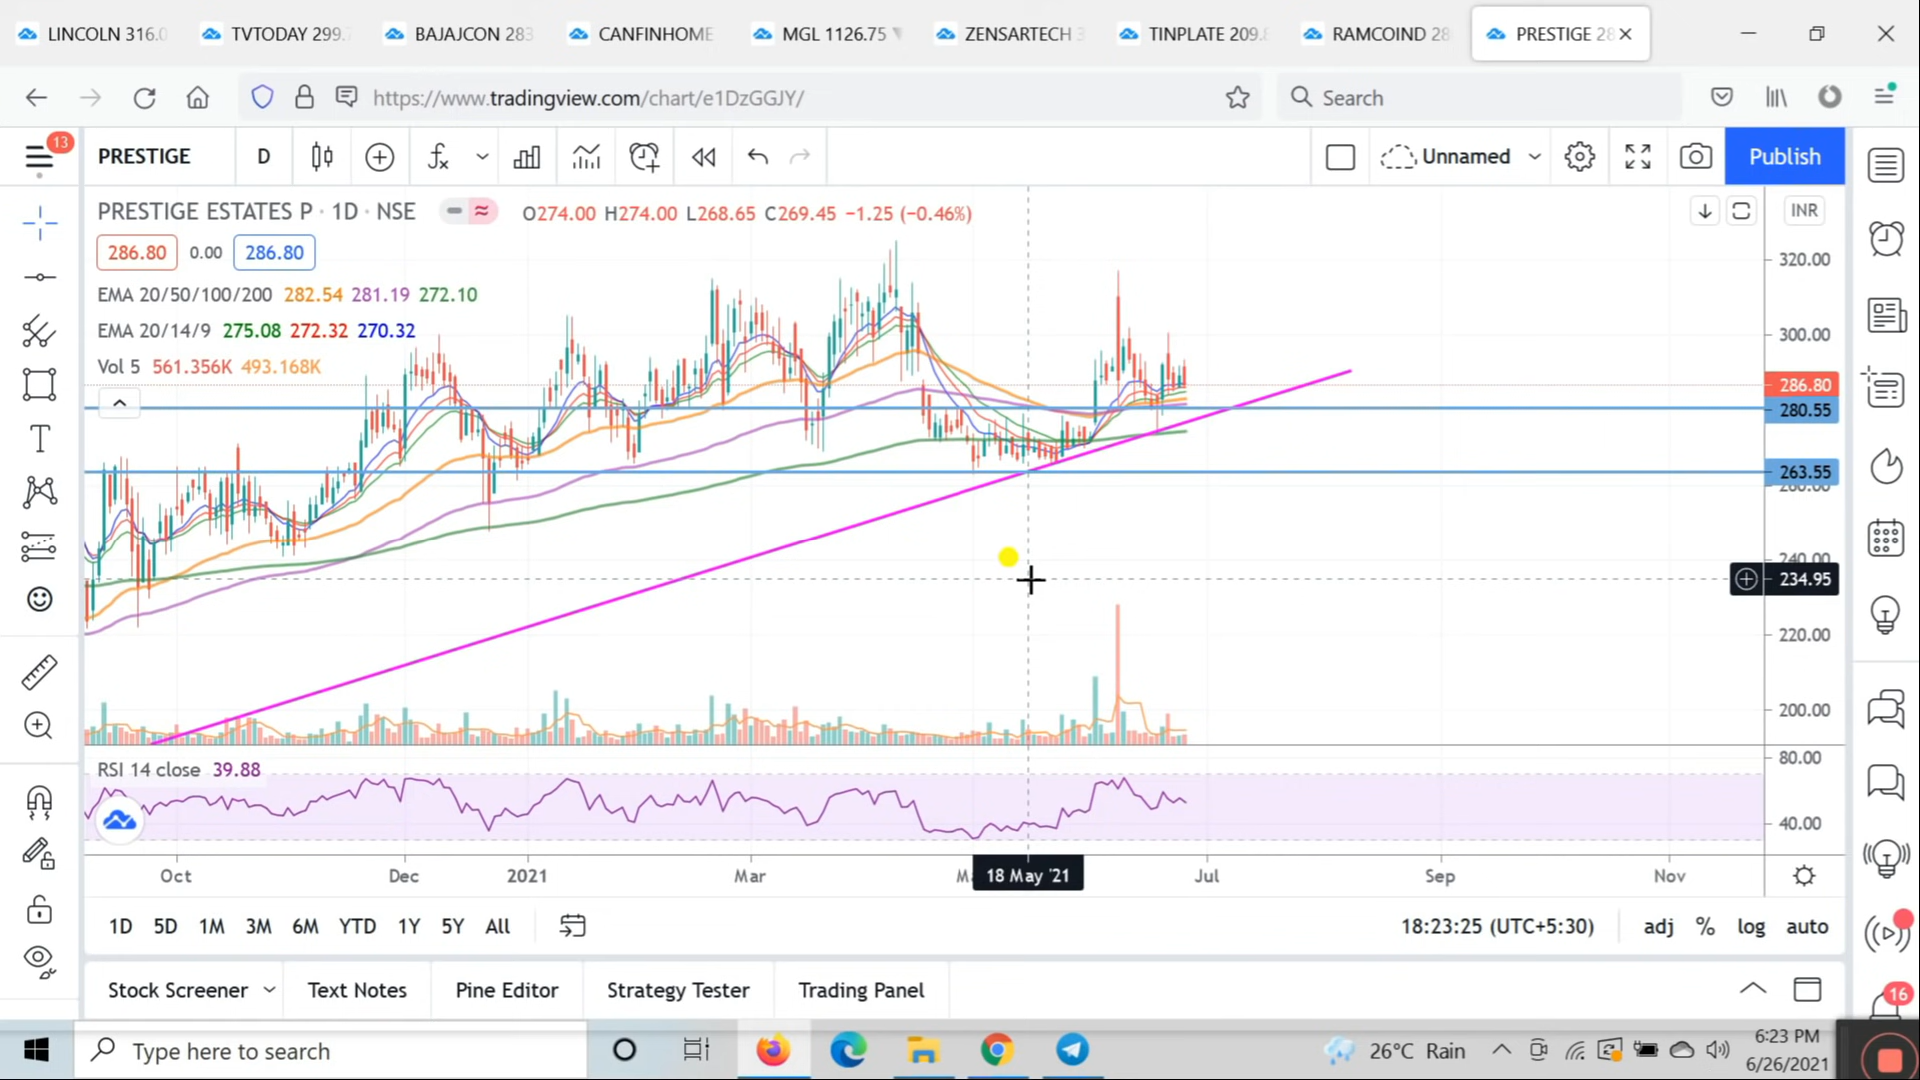 LINCOLN 316.0
TVTODAY 299.
BAJAJCON 283
CANFINHOME
MGL 1126.75
ZENSARTECH 3
TINPLATE 209.8
RAMCOIND 28
PRESTIGE 28
https://www.tradingview.com/chart/e1DzGGJY/
Search
13
PRESTIGE
D
Unnamed
Publish
PRESTIGE ESTATES P · 1D · NSE
O274.00 H274.00 L268.65 C269.45 −1.25 (−0.46%)
INR
286.80 0.00 286.80
EMA 20/50/100/200 282.54 281.19 272.10
EMA 20/14/9 275.08 272.32 270.32
Vol 5 561.356K 493.168K
320.00
300.00
286.80
280.55
263.55
260.00
240.00
234.95
220.00
200.00
RSI 14 close 39.88
80.00
40.00
Oct Dec 2021 Mar 18 May '21 Jul Sep Nov
1D 5D 1M 3M 6M YTD 1Y 5Y All
18:23:25 (UTC+5:30) adj % log auto
Stock Screener Text Notes Pine Editor Strategy Tester Trading Panel
16
Type here to search
26°C Rain
6:23 PM
6/26/2021